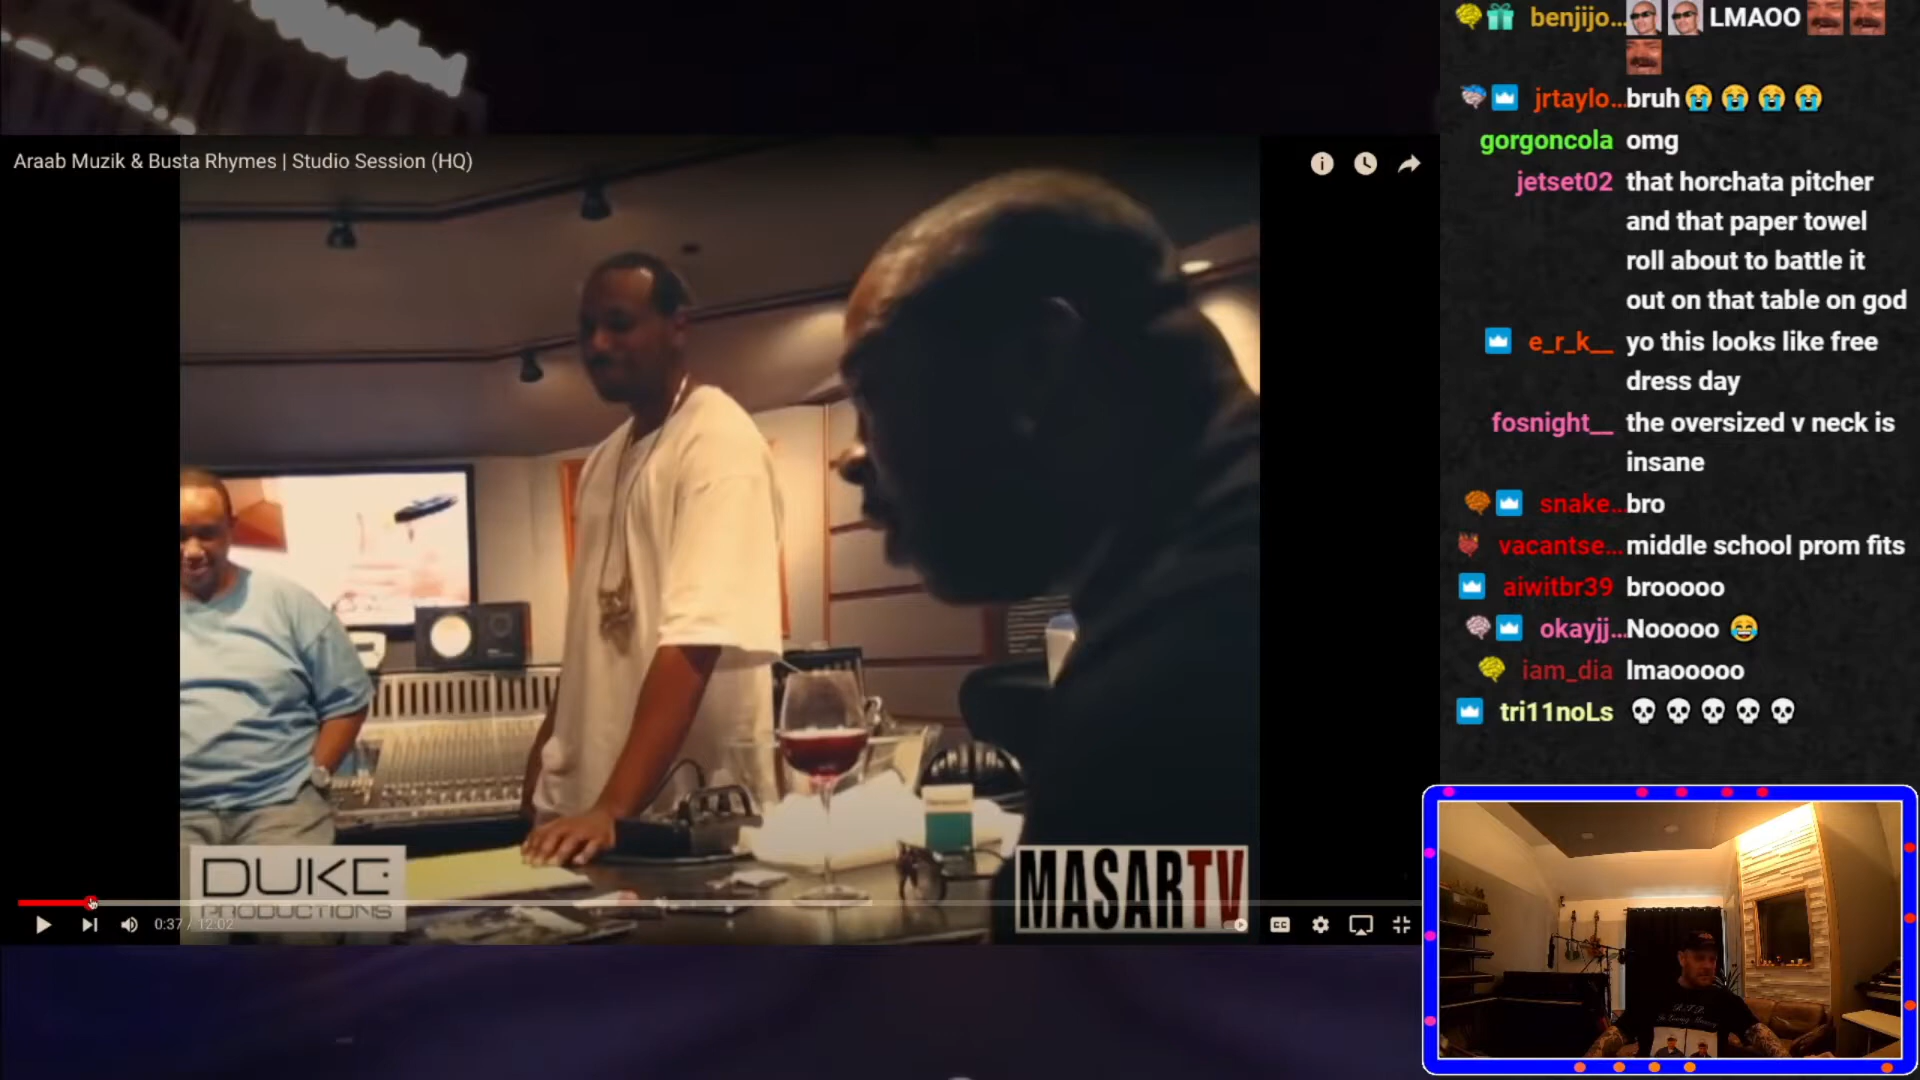 Araab Muzik & Busta Rhymes | Studio Session (HQ)
DUKE
PRODUCTIONS
MASARTV
0:37 / 12:02
CC
benjijo... LMAOO
jrtaylo... bruh😭😭😭😭
gorgoncola omg
jetset02 that horchata pitcher
and that paper towel
roll about to battle it
out on that table on god
e_r_k__ yo this looks like free
dress day
fosnight__ the oversized v neck is
insane
snake... bro
vacantse... middle school prom fits
aiwitbr39 brooooo
okayjj... Nooooo 😂
iam_dia lmaooooo
tri11noLs 💀💀💀💀💀